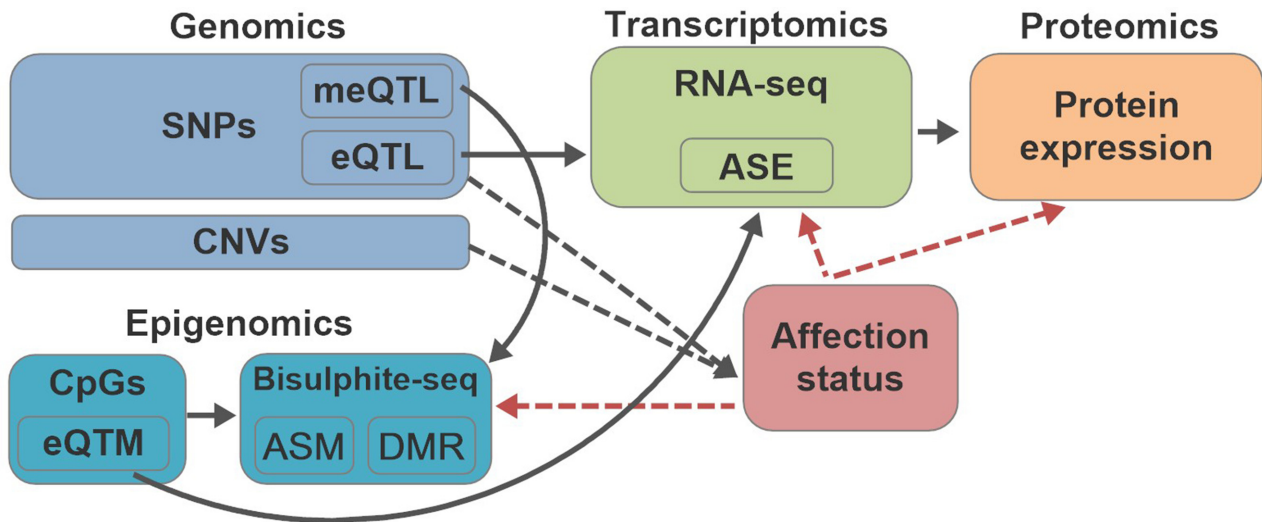 Genomics
Transcriptomics
Proteomics
SNPs
meQTL
eQTL
CNVs
RNA-seq
ASE
Protein
expression
Epigenomics
CpGs
eQTM
Bisulphite-seq
ASM
DMR
Affection
status